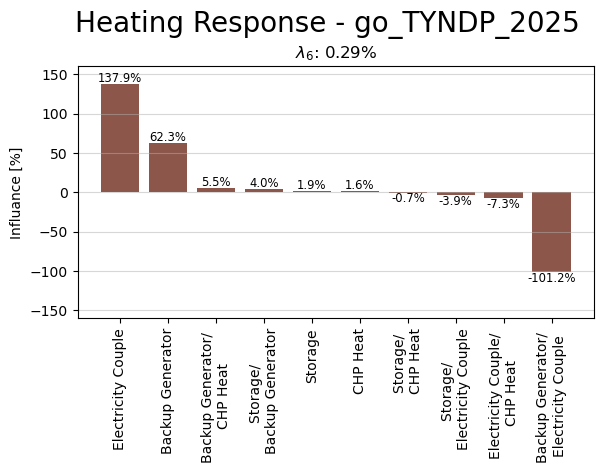 Heating Response - go_TYNDP_2025
λ6: 0.29%
Influance [%]
150
100
50
0
−50
−100
−150
137.9%
62.3%
5.5%
4.0%
1.9%
1.6%
-0.7%
-3.9%
-7.3%
-101.2%
Electricity Couple
Backup Generator
Backup Generator/
CHP Heat
Storage/
Backup Generator
Storage
CHP Heat
Storage/
CHP Heat
Storage/
Electricity Couple
Electricity Couple/
CHP Heat
Backup Generator/
Electricity Couple